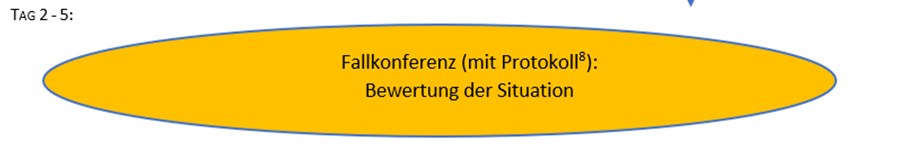 TAG 2 - 5:
Fallkonferenz (mit Protokoll⁸):
Bewertung der Situation